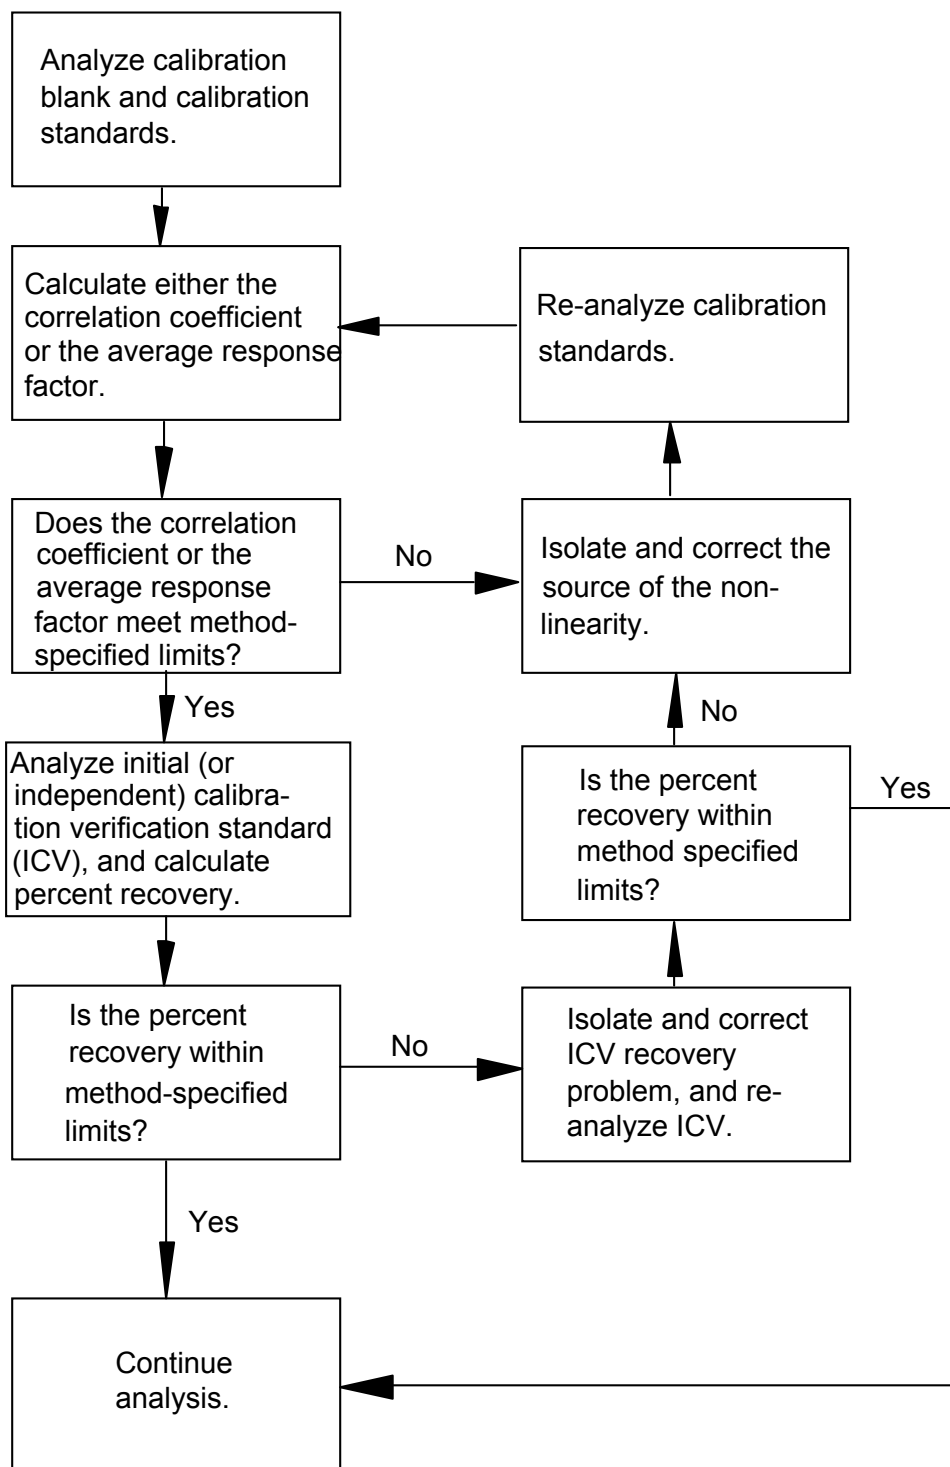 Analyze calibration
blank and calibration
standards.
Calculate either the
correlation coefficient
or the average response
factor.
Re-analyze calibration
standards.
Does the correlation
coefficient or the
average response
factor meet method-
specified limits?
No
Isolate and correct the
source of the non-
linearity.
Yes
No
Analyze initial (or
independent) calibra-
tion verification standard
(ICV), and calculate
percent recovery.
Is the percent
recovery within
method specified
limits?
Yes
Is the percent
recovery within
method-specified
limits?
No
Isolate and correct
ICV recovery
problem, and re-
analyze ICV.
Yes
Continue
analysis.